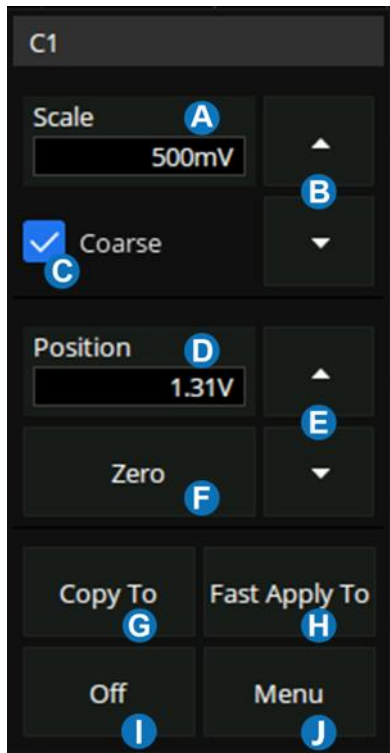 C1
Scale A
500mV
B
Coarse
C
Position D
1.31V
E
Zero
F
Copy To Fast Apply To
G H
Off Menu
I J